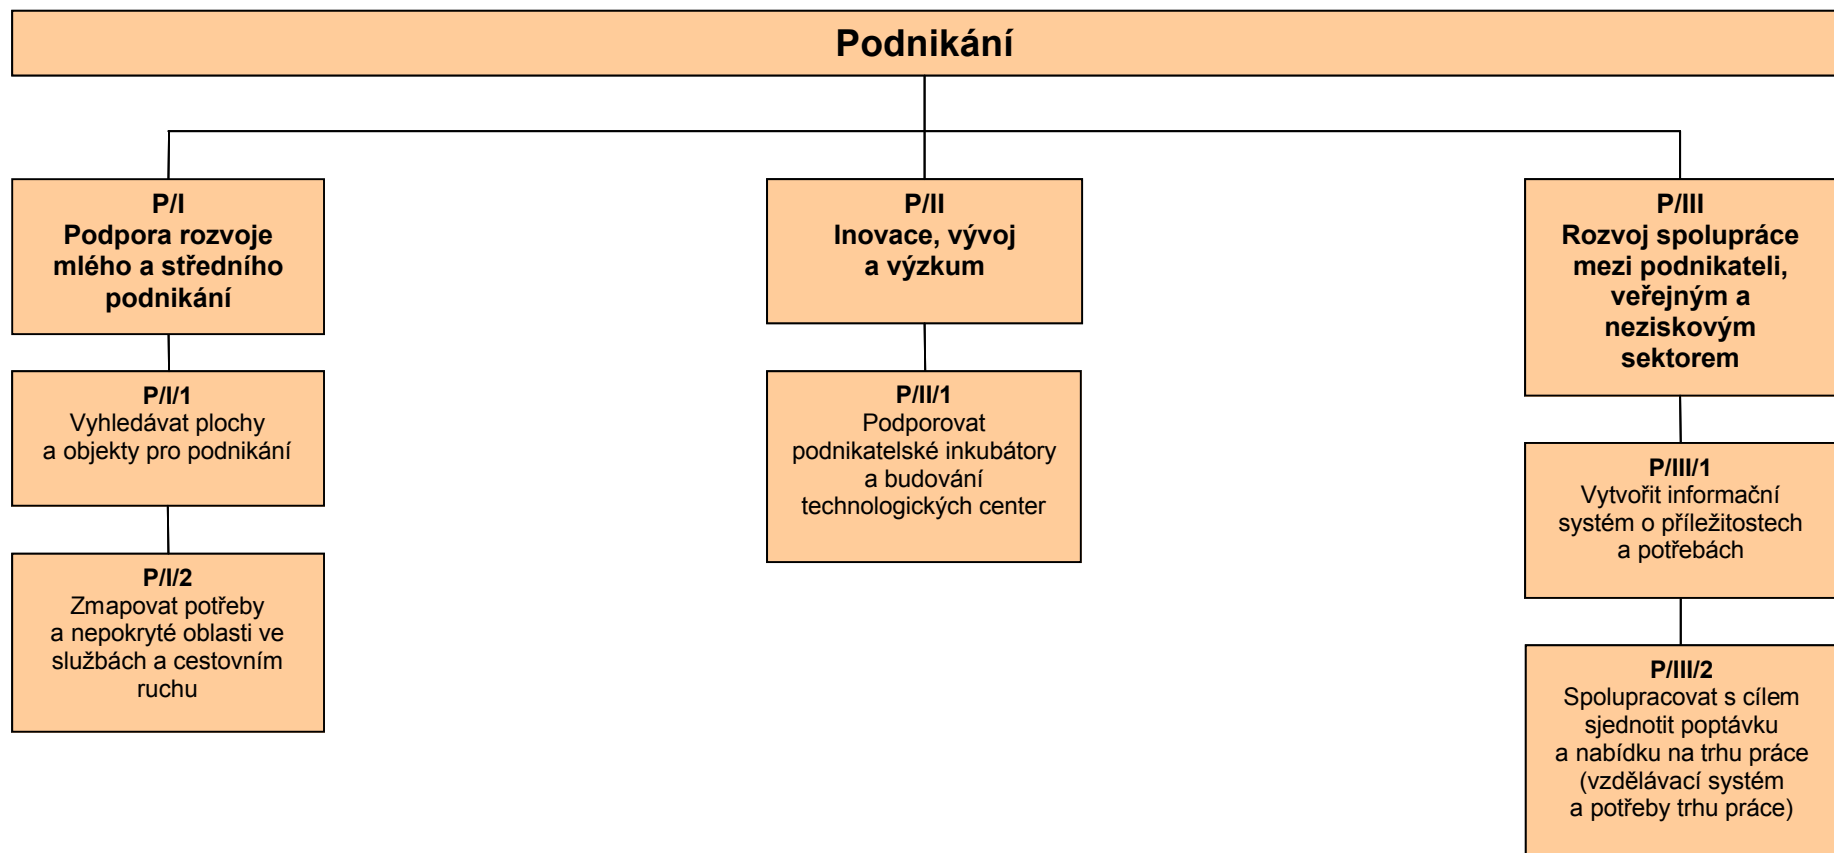 Podnikání
P/I
Podpora rozvoje
mlého a středního
podnikání
P/I/1
Vyhledávat plochy
a objekty pro podnikání
P/I/2
Zmapovat potřeby
a nepokryté oblasti ve
službách a cestovním
ruchu
P/II
Inovace, vývoj
a výzkum
P/II/1
Podporovat
podnikatelské inkubátory
a budování
technologických center
P/III
Rozvoj spolupráce
mezi podnikateli,
veřejným a
neziskovým
sektorem
P/III/1
Vytvořit informační
systém o příležitostech
a potřebách
P/III/2
Spolupracovat s cílem
sjednotit poptávku
a nabídku na trhu práce
(vzdělávací systém
a potřeby trhu práce)